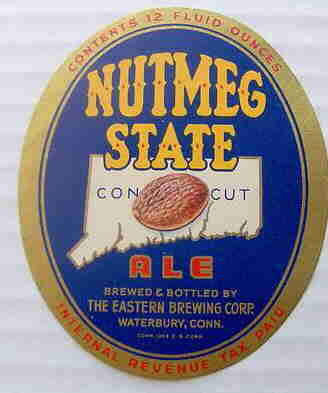 CONTENTS 12 FLUID OUNCES
NUTMEG
STATE
CON CUT
ALE
BREWED & BOTTLED BY
THE EASTERN BREWING CORP.
WATERBURY, CONN.
INTERNAL REVENUE TAX PAID